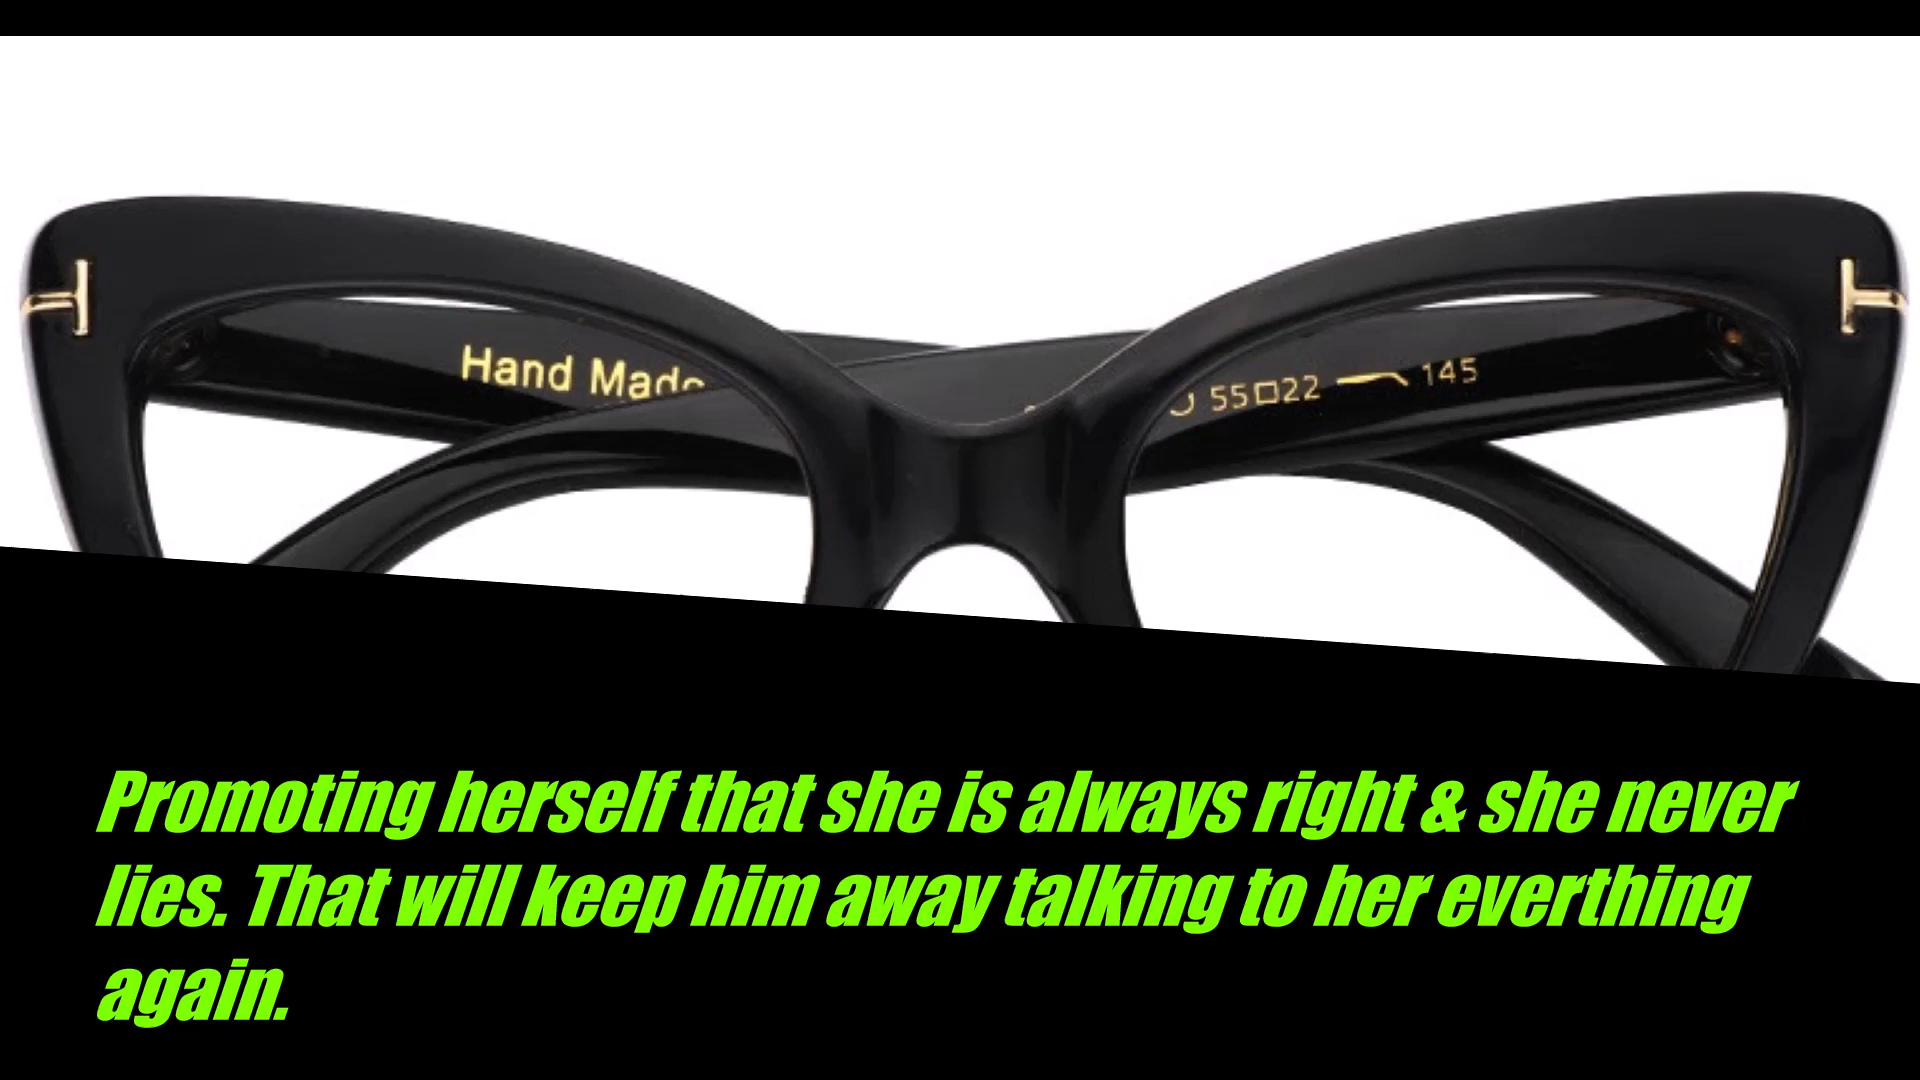 Hand Made
55□22 145
Promoting herself that she is always right & she never
lies. That will keep him away talking to her everthing
again.